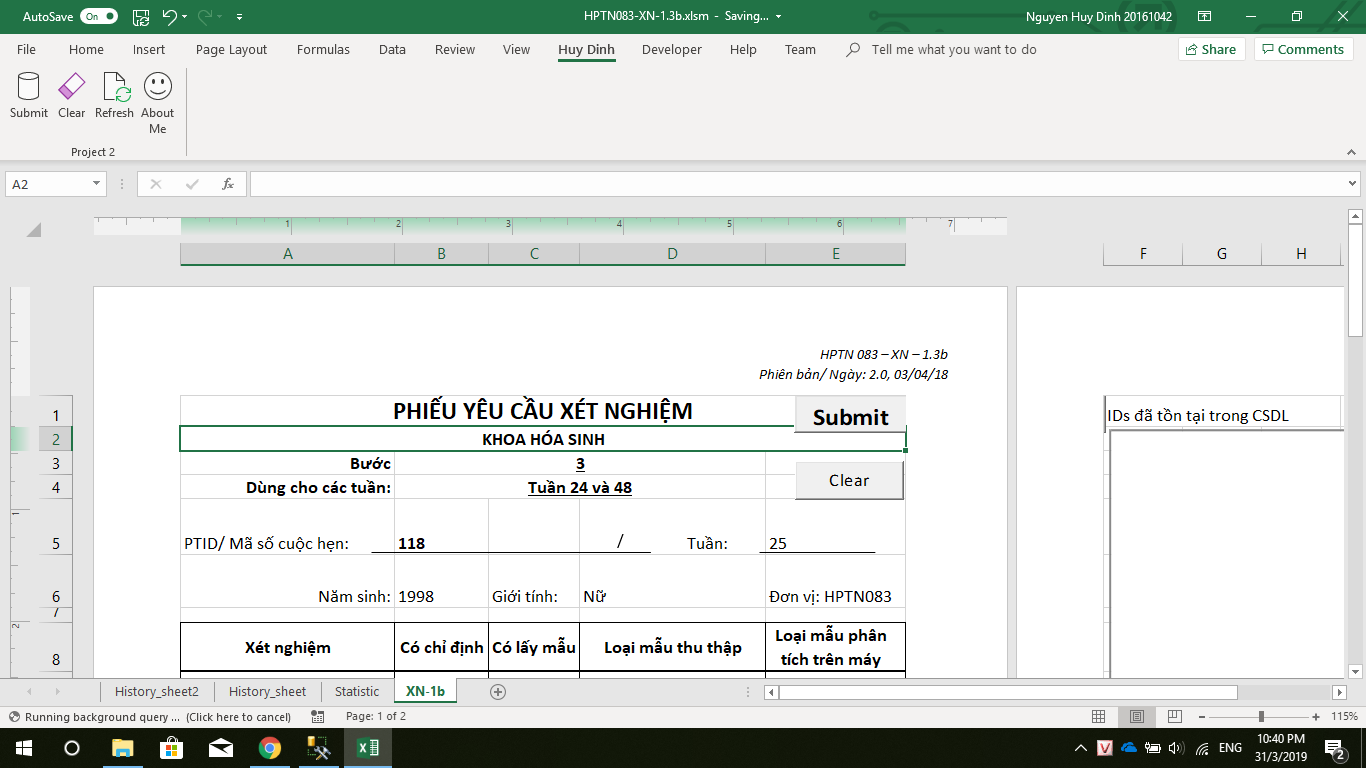 AutoSave On HPTN083-XN-1.3b.xlsm - Saving... Nguyen Huy Dinh 20161042
File Home Insert Page Layout Formulas Data Review View Huy Dinh Developer Help Team Tell me what you want to do Share Comments
Submit Clear Refresh About Me
Project 2
A2 fx
1 2 3 4 5 6 7
A B C D E F G H
HPTN 083 – XN – 1.3b
Phiên bản/ Ngày: 2.0, 03/04/18
1 PHIẾU YÊU CẦU XÉT NGHIỆM Submit IDs đã tồn tại trong CSDL
2 KHOA HÓA SINH
3 Bước 3
4 Dùng cho các tuần: Tuần 24 và 48 Clear
1
5 PTID/ Mã số cuộc hẹn: 118 / Tuần: 25
6 Năm sinh: 1998 Giới tính: Nữ Đơn vị: HPTN083
7
2
8 Xét nghiệm Có chỉ định Có lấy mẫu Loại mẫu thu thập Loại mẫu phân tích trên máy
History_sheet2 History_sheet Statistic XN-1b
Running background query ... (Click here to cancel) Page: 1 of 2 115%
ENG 10:40 PM
31/3/2019 2